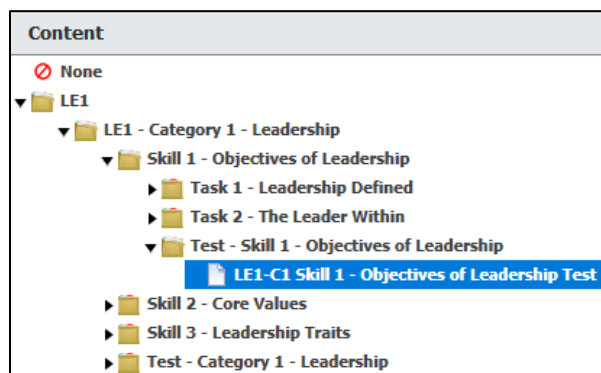 Content
None
LE1
LE1 - Category 1 - Leadership
Skill 1 - Objectives of Leadership
Task 1 - Leadership Defined
Task 2 - The Leader Within
Test - Skill 1 - Objectives of Leadership
LE1-C1 Skill 1 - Objectives of Leadership Test
Skill 2 - Core Values
Skill 3 - Leadership Traits
Test - Category 1 - Leadership